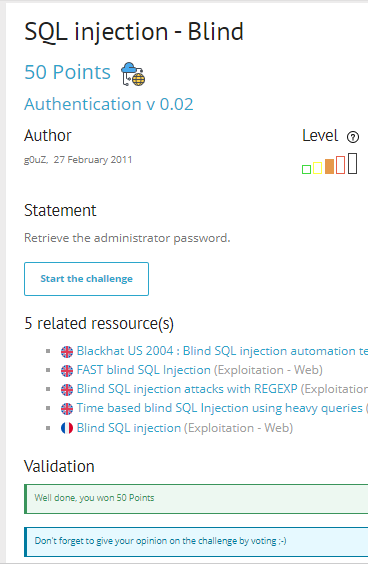 SQL injection - Blind
50 Points
Authentication v 0.02
Author
Level ?
g0uZ, 27 February 2011
Statement
Retrieve the administrator password.
Start the challenge
5 related ressource(s)
Blackhat US 2004 : Blind SQL injection automation te
FAST blind SQL Injection (Exploitation - Web)
Blind SQL injection attacks with REGEXP (Exploitation
Time based blind SQL Injection using heavy queries (
Blind SQL injection (Exploitation - Web)
Validation
Well done, you won 50 Points
Don't forget to give your opinion on the challenge by voting ;-)